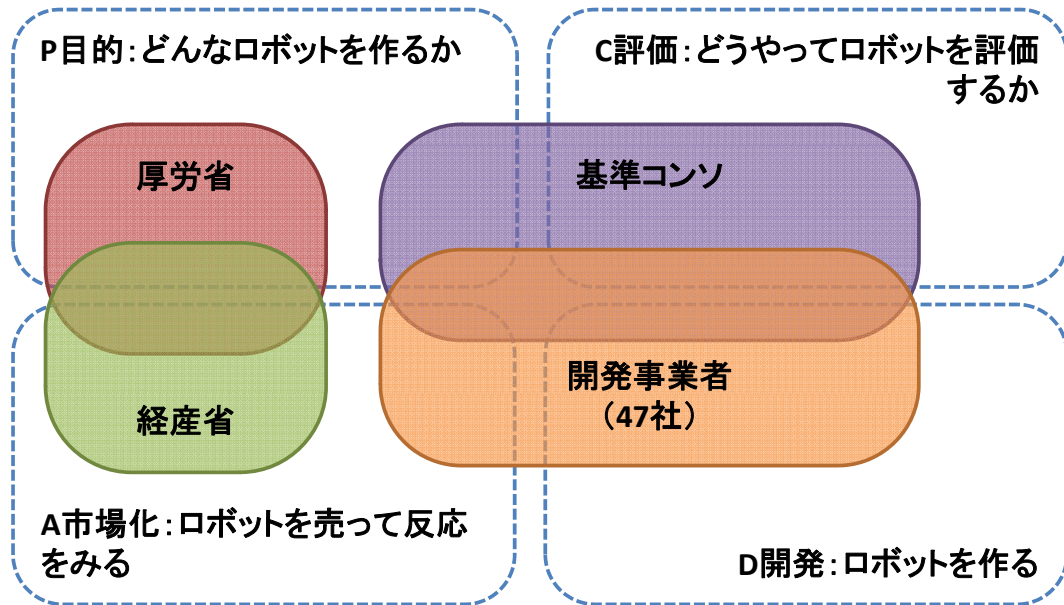 P目的：どんなロボットを作るか
C評価：どうやってロボットを評価
するか
厚労省
基準コンソ
経産省
開発事業者
（47社）
A市場化：ロボットを売って反応
をみる
D開発：ロボットを作る